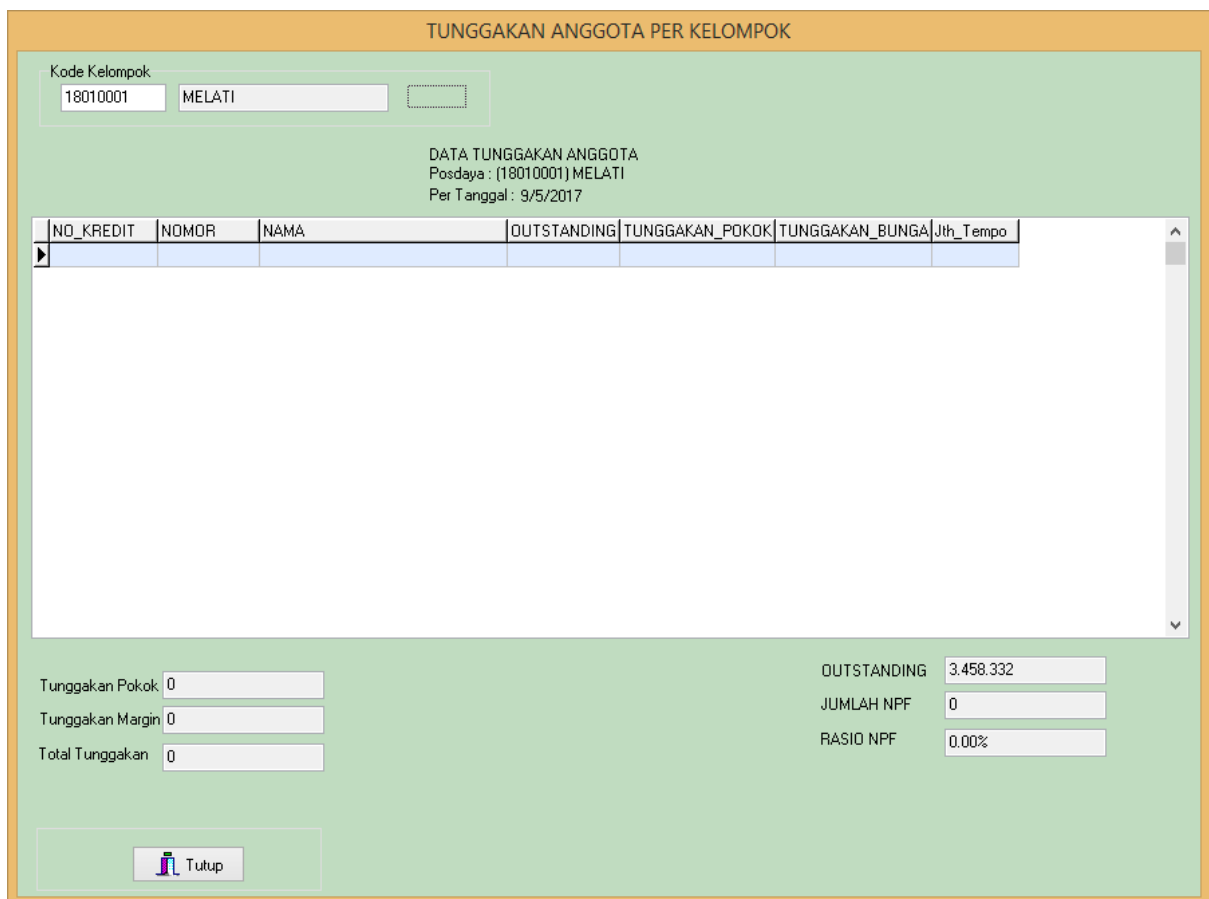 TUNGGAKAN ANGGOTA PER KELOMPOK
Kode Kelompok
18010001 MELATI
DATA TUNGGAKAN ANGGOTA
Posdaya : (18010001) MELATI
Per Tanggal : 9/5/2017
NO_KREDIT NOMOR NAMA OUTSTANDING TUNGGAKAN_POKOK TUNGGAKAN_BUNGA Jth_Tempo
Tunggakan Pokok 0
Tunggakan Margin 0
Total Tunggakan 0
OUTSTANDING 3.458.332
JUMLAH NPF 0
RASIO NPF 0.00%
Tutup